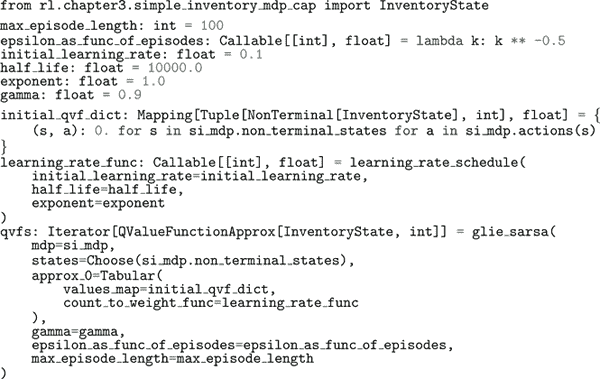 from rl.chapter3.simple_inventory_mdp_cap import InventoryState
max_episode_length: int = 100
epsilon_as_func_of_episodes: Callable[[int], float] = lambda k: k ** -0.5
initial_learning_rate: float = 0.1
half_life: float = 10000.0
exponent: float = 1.0
gamma: float = 0.9
initial_qvf_dict: Mapping[Tuple[NonTerminal[InventoryState], int], float] = {
    (s, a): 0. for s in si_mdp.non_terminal_states for a in si_mdp.actions(s)
}
learning_rate_func: Callable[[int], float] = learning_rate_schedule(
    initial_learning_rate=initial_learning_rate,
    half_life=half_life,
    exponent=exponent
)
qvfs: Iterator[QValueFunctionApprox[InventoryState, int]] = glie_sarsa(
    mdp=si_mdp,
    states=Choose(si_mdp.non_terminal_states),
    approx_0=Tabular(
        values_map=initial_qvf_dict,
        count_to_weight_func=learning_rate_func
    ),
    gamma=gamma,
    epsilon_as_func_of_episodes=epsilon_as_func_of_episodes,
    max_episode_length=max_episode_length
)